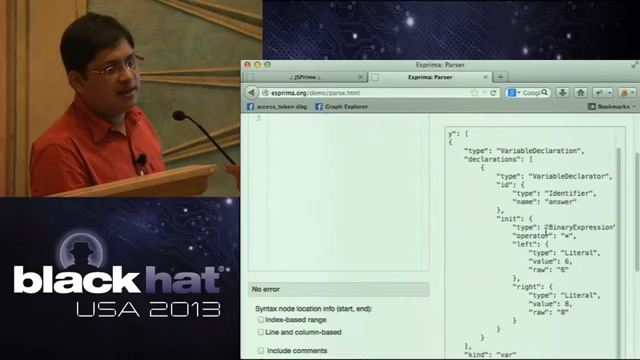 Esprima: Parser
.: JSPrime :.
Esprima: Parser
esprima.org/demo/parse.html
Google
access_token dbg
Graph Explorer
Bookmarks
3
y": [
{
"type": "VariableDeclaration",
"declarations": [
{
"type": "VariableDeclarator",
"id": {
"type": "Identifier",
"name": "answer"
},
"init": {
"type": "BinaryExpression"
"operator": "*",
"left": {
"type": "Literal",
"value": 6,
"raw": "6"
},
"right": {
"type": "Literal",
"value": 8,
"raw": "8"
}
}
}
],
"kind": "var"
No error
Syntax node location info (start, end):
Index-based range
Line and column-based
Include comments
black hat
USA 2013